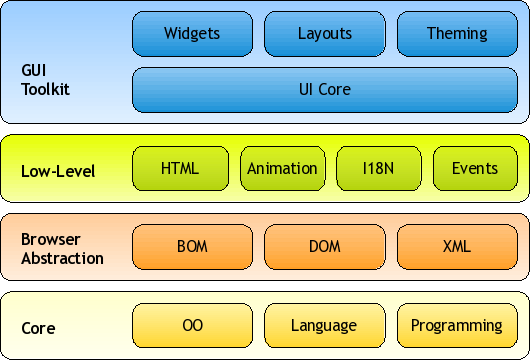 Widgets
Layouts
Theming
GUI
Toolkit
UI Core
Low-Level
HTML
Animation
I18N
Events
Browser
Abstraction
BOM
DOM
XML
Core
OO
Language
Programming